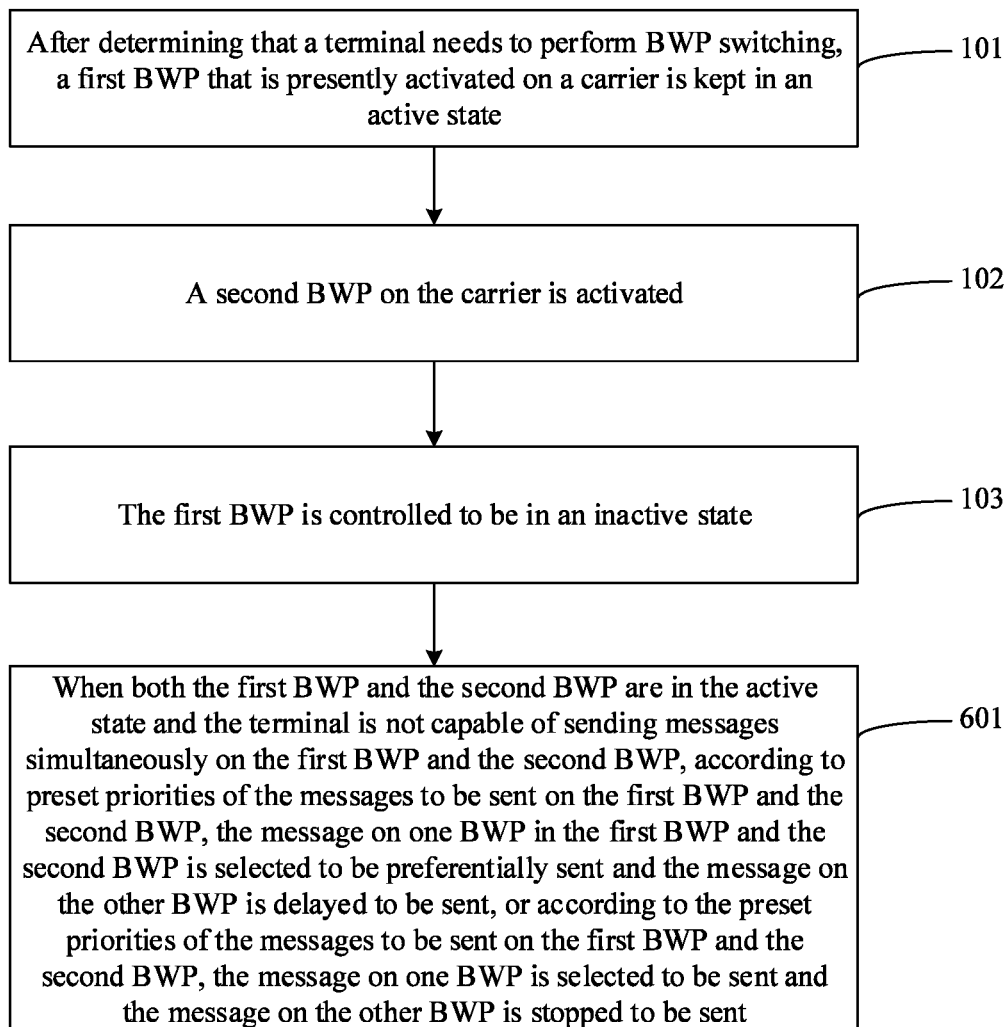 After determining that a terminal needs to perform BWP switching,
a first BWP that is presently activated on a carrier is kept in an
active state
101
A second BWP on the carrier is activated
102
The first BWP is controlled to be in an inactive state
103
When both the first BWP and the second BWP are in the active
state and the terminal is not capable of sending messages
simultaneously on the first BWP and the second BWP, according to
preset priorities of the messages to be sent on the first BWP and the
second BWP, the message on one BWP in the first BWP and the
second BWP is selected to be preferentially sent and the message on
the other BWP is delayed to be sent, or according to the preset
priorities of the messages to be sent on the first BWP and the
second BWP, the message on one BWP is selected to be sent and
the message on the other BWP is stopped to be sent
601